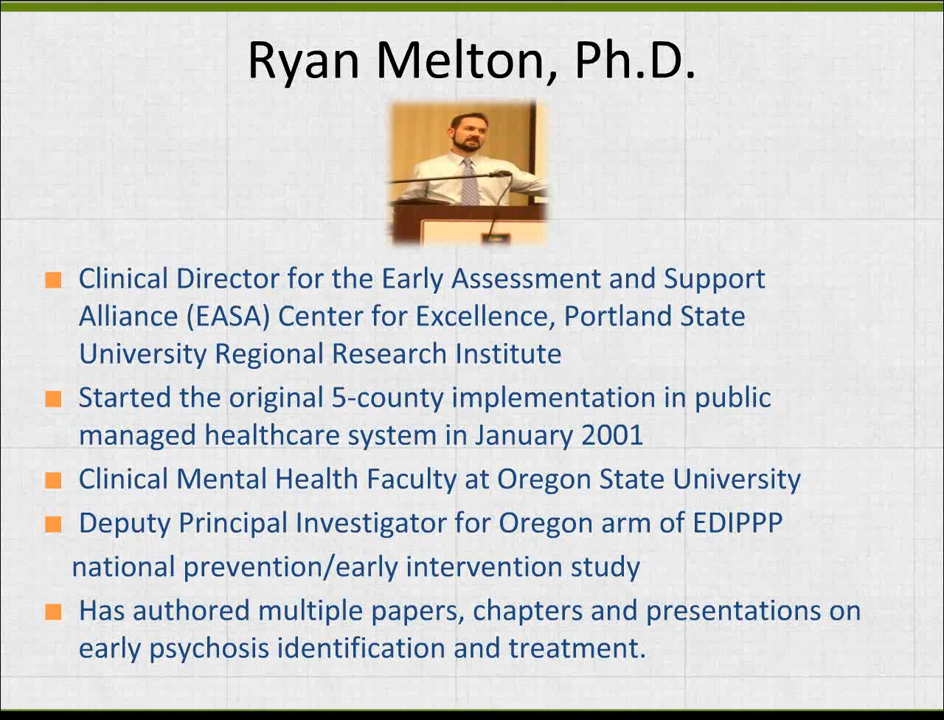 Ryan Melton, Ph.D.
Clinical Director for the Early Assessment and Support
Alliance (EASA) Center for Excellence, Portland State
University Regional Research Institute
Started the original 5-county implementation in public
managed healthcare system in January 2001
Clinical Mental Health Faculty at Oregon State University
Deputy Principal Investigator for Oregon arm of EDIPPP
national prevention/early intervention study
Has authored multiple papers, chapters and presentations on
early psychosis identification and treatment.